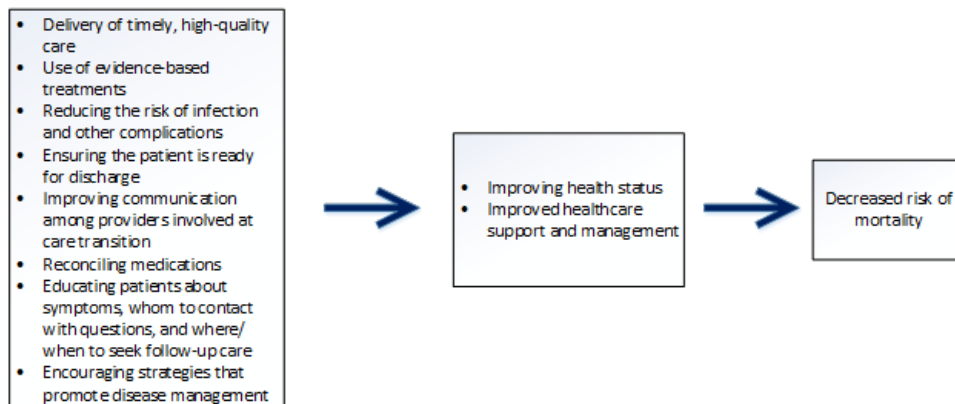 • Delivery of timely, high-quality
care
• Use of evidence-based
treatments
• Reducing the risk of infection
and other complications
• Ensuring the patient is ready
for discharge
• Improving communication
among providers involved at
care transition
• Reconciling medications
• Educating patients about
symptoms, whom to contact
with questions, and where/
when to seek follow-up care
• Encouraging strategies that
promote disease management
• Improving health status
• Improved healthcare
support and management
Decreased risk of
mortality